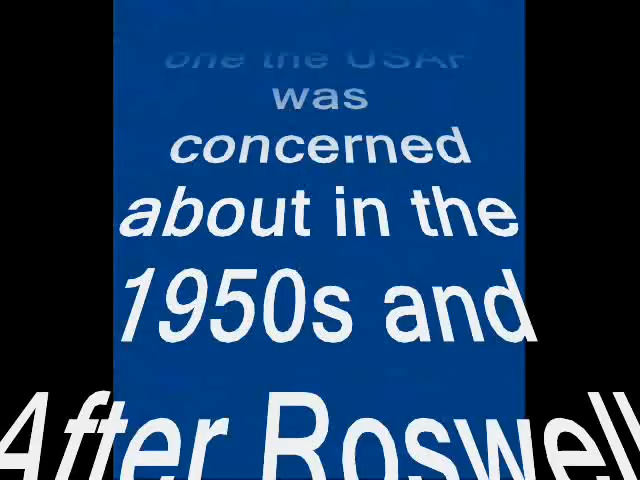 one the USAF
was
concerned
about in the
1950s and
After Roswell